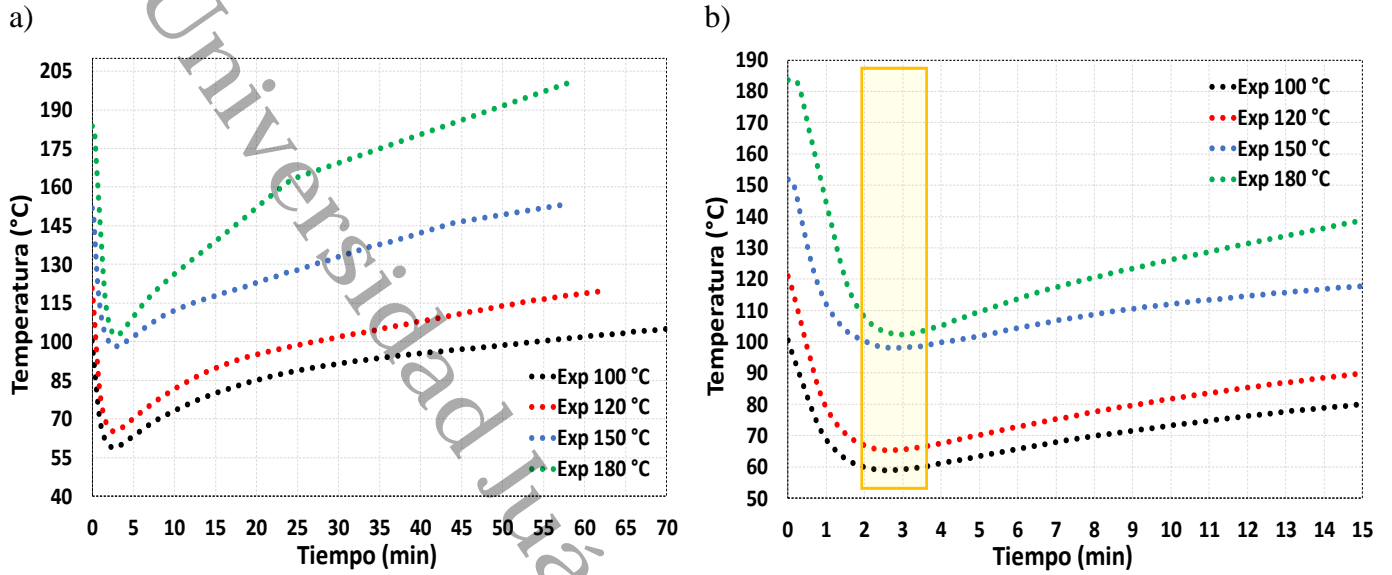 a)
Temperatura (°C)
205
190
175
160
145
130
115
100
85
70
55
40
0 5 10 15 20 25 30 35 40 45 50 55 60 65 70
Tiempo (min)
Exp 100 °C
Exp 120 °C
Exp 150 °C
Exp 180 °C
Universidad Juá
b)
Temperatura (°C)
190
180
170
160
150
140
130
120
110
100
90
80
70
60
50
0 1 2 3 4 5 6 7 8 9 10 11 12 13 14 15
Tiempo (min)
Exp 100 °C
Exp 120 °C
Exp 150 °C
Exp 180 °C